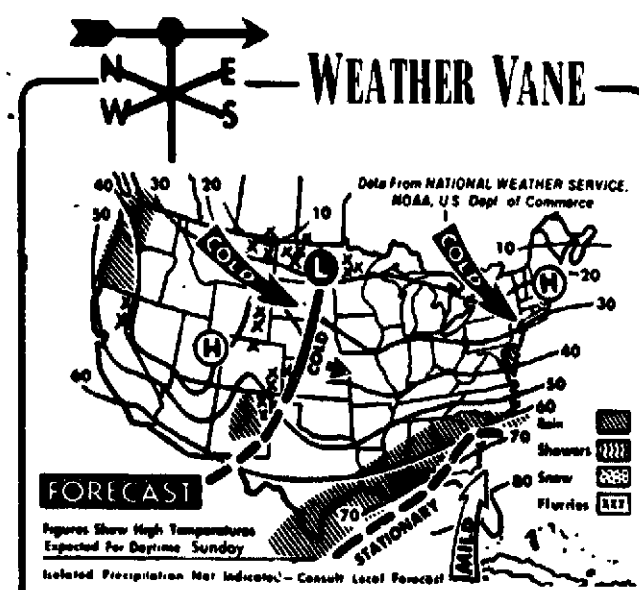 N E
W S
WEATHER VANE
Data From NATIONAL WEATHER SERVICE,
NOAA, U.S. Dept of Commerce
40 30 20
50
10
COLD
COLD
L
10
H
20
30
H
COLD
40
60
50
60
70
Rain
Showers
80
Snow
Flurries
FORECAST
70
STATIONARY
MILD
Figures Show High Temperatures
Expected For Daytime Sunday
Isolated Precipitation Not Indicated – Consult Local Forecast